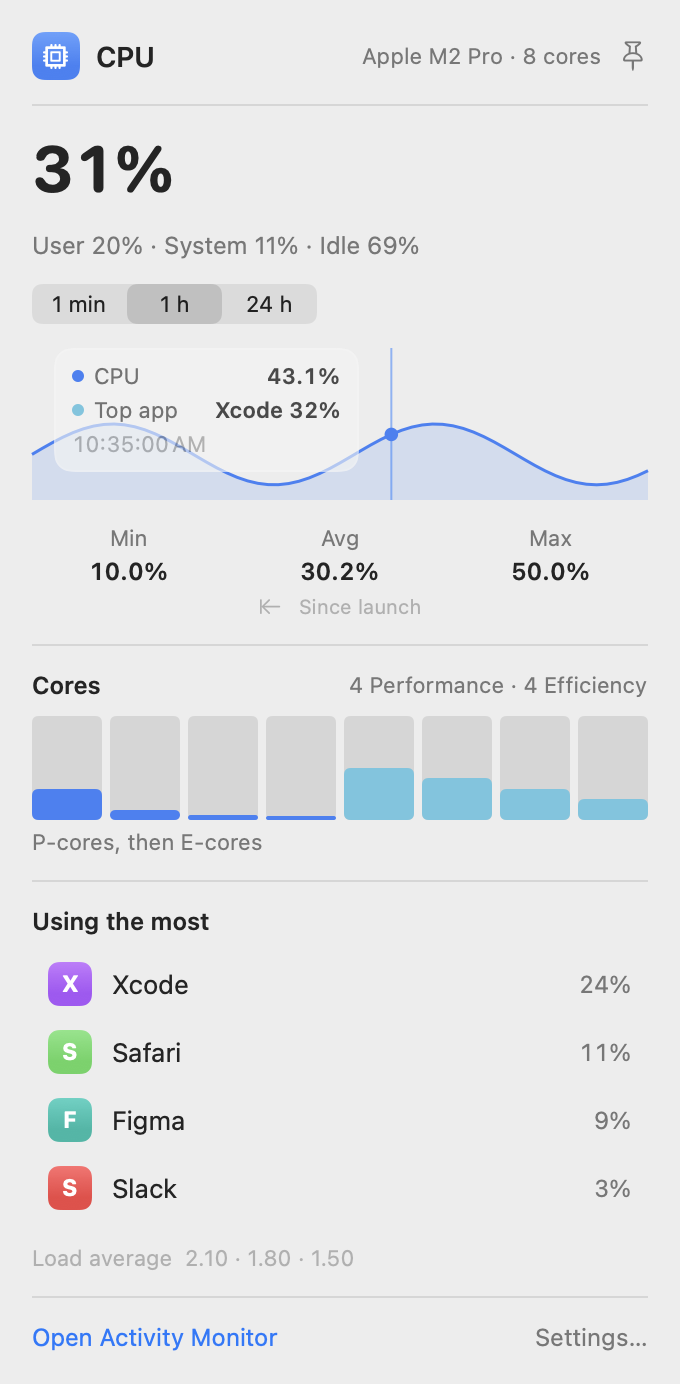 CPU
Apple M2 Pro · 8 cores
31%
User 20% · System 11% · Idle 69%
1 min 1 h 24 h
CPU 43.1%
Top app Xcode 32%
10:35:00 AM
Min Avg Max
10.0% 30.2% 50.0%
Since launch
Cores 4 Performance · 4 Efficiency
P-cores, then E-cores
Using the most
X Xcode 24%
S Safari 11%
F Figma 9%
S Slack 3%
Load average 2.10 · 1.80 · 1.50
Open Activity Monitor Settings...